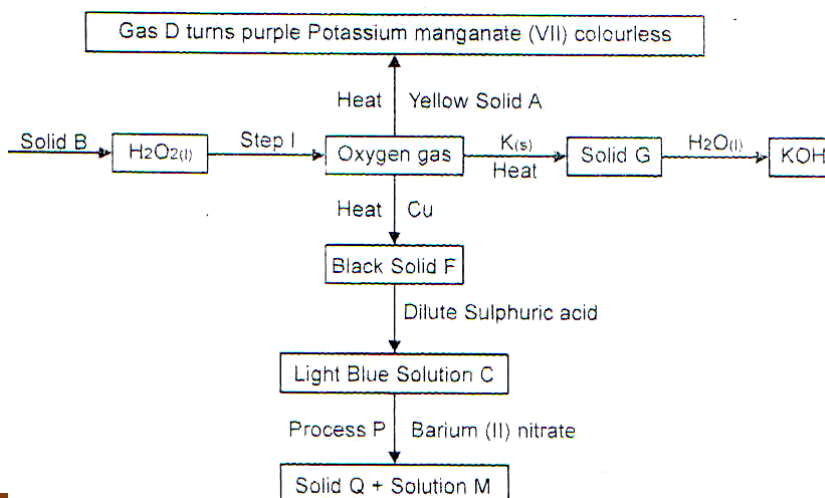 Gas D turns purple Potassium manganate (VII) colourless
Heat Yellow Solid A
Solid B
H2O2(l)
Step I
Oxygen gas
K(s)
Heat
Solid G
H2O(l)
KOH
Heat Cu
Black Solid F
Dilute Sulphuric acid
Light Blue Solution C
Process P Barium (II) nitrate
Solid Q + Solution M